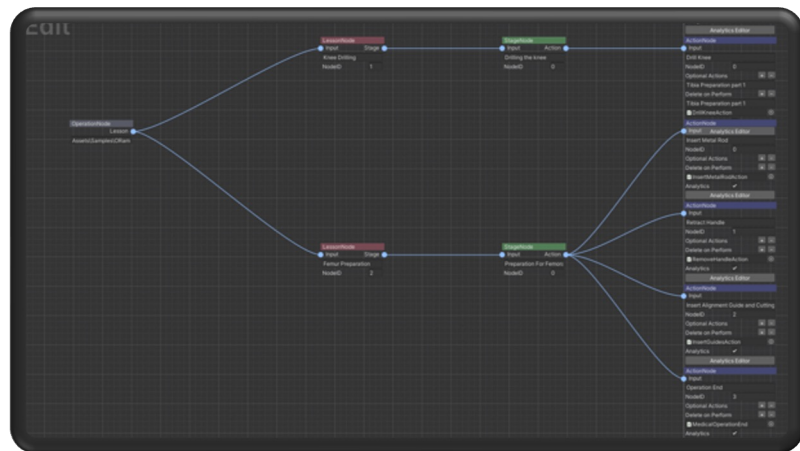 Edit
OperationNode
Lesson
AssetsSamplesORam
LessonNode
Input Stage
Knee Drilling
NodeID 1
StageNode
Input Action
Drilling the knee
NodeID 0
LessonNode
Input Stage
Femur Preparation
NodeID 2
StageNode
Input Action
Preparation For Femors
NodeID 0
Analytics Editor
ActionNode
Input
Drill Knee
NodeID 0
Optional Actions
Tibia Preparation part 1
Delete on Perform
Tibia Preparation part 1
DrillKneeAction
ActionNode
Input Analytics Editor
Insert Metal Rod
NodeID 0
Optional Actions
Delete on Perform
InsertMetalRodAction
Analytics
Analytics Editor
ActionNode
Input
Retract Handle
NodeID 1
Optional Actions
Delete on Perform
RemoveHandleAction
Analytics
Analytics Editor
ActionNode
Input
Insert Alignment Guide and Cutting
NodeID 2
Optional Actions
Delete on Perform
InsertGuidesAction
Analytics
Analytics Editor
ActionNode
Input
Operation End
NodeID 3
Optional Actions
Delete on Perform
MedicalOperationEnd
Analytics